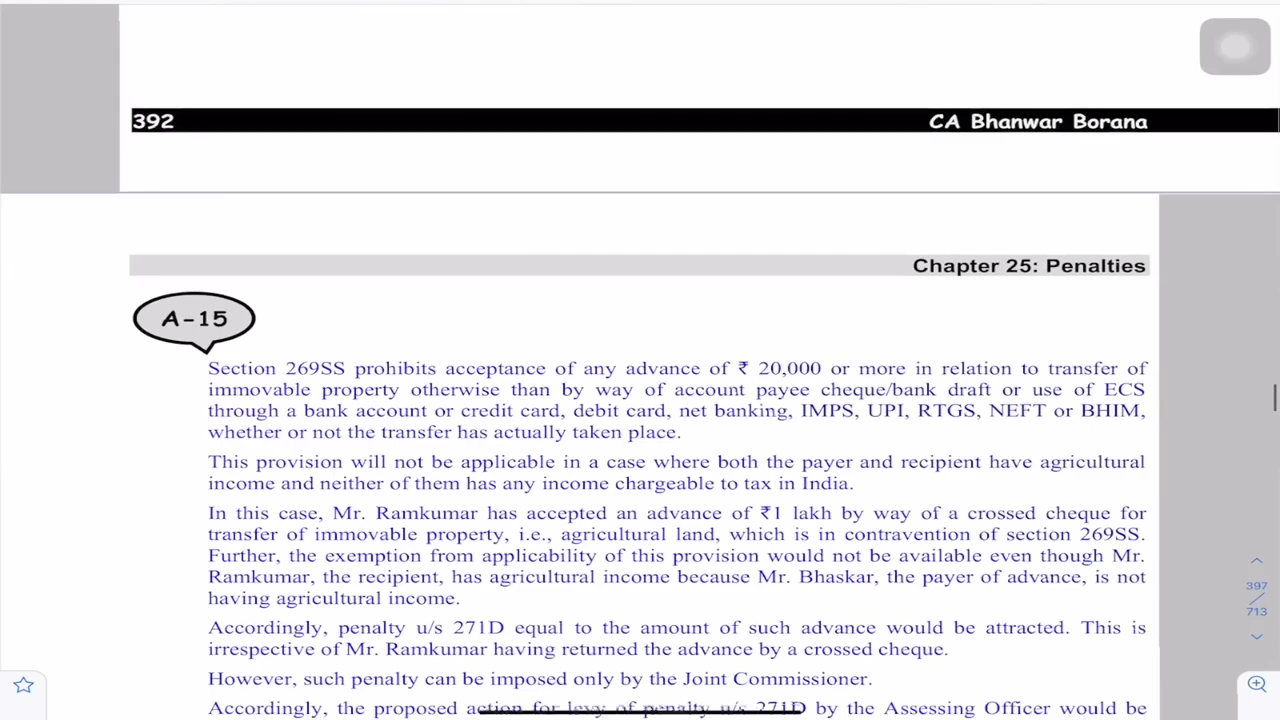 392
CA Bhanwar Borana
Chapter 25: Penalties
A-15
Section 269SS prohibits acceptance of any advance of ₹ 20,000 or more in relation to transfer of
immovable property otherwise than by way of account payee cheque/bank draft or use of ECS
through a bank account or credit card, debit card, net banking, IMPS, UPI, RTGS, NEFT or BHIM,
whether or not the transfer has actually taken place.
This provision will not be applicable in a case where both the payer and recipient have agricultural
income and neither of them has any income chargeable to tax in India.
In this case, Mr. Ramkumar has accepted an advance of ₹1 lakh by way of a crossed cheque for
transfer of immovable property, i.e., agricultural land, which is in contravention of section 269SS.
Further, the exemption from applicability of this provision would not be available even though Mr.
Ramkumar, the recipient, has agricultural income because Mr. Bhaskar, the payer of advance, is not
having agricultural income.
Accordingly, penalty u/s 271D equal to the amount of such advance would be attracted. This is
irrespective of Mr. Ramkumar having returned the advance by a crossed cheque.
However, such penalty can be imposed only by the Joint Commissioner.
Accordingly, the proposed action for levy of penalty u/s 271D by the Assessing Officer would be
397
713